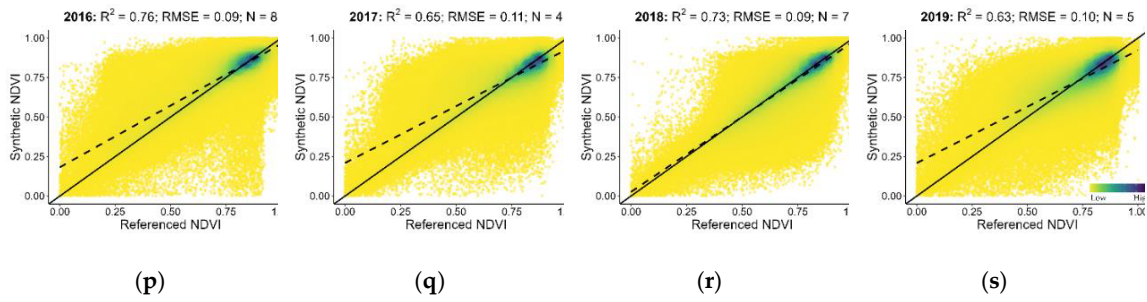 2016: R² = 0.76; RMSE = 0.09; N = 8
2017: R² = 0.65; RMSE = 0.11; N = 4
2018: R² = 0.73; RMSE = 0.09; N = 7
2019: R² = 0.63; RMSE = 0.10; N = 5
Synthetic NDVI
1.00
0.75
0.50
0.25
0.00
0.00 0.25 0.50 0.75 1
Referenced NDVI
Synthetic NDVI
1.00
0.75
0.50
0.25
0.00
0.00 0.25 0.50 0.75 1
Referenced NDVI
Synthetic NDVI
1.00
0.75
0.50
0.25
0.00
0.00 0.25 0.50 0.75 1
Referenced NDVI
Synthetic NDVI
1.00
0.75
0.50
0.25
0.00
0.00 0.25 0.50 0.75 1.00
Referenced NDVI
Low Hig
(p) (q) (r) (s)